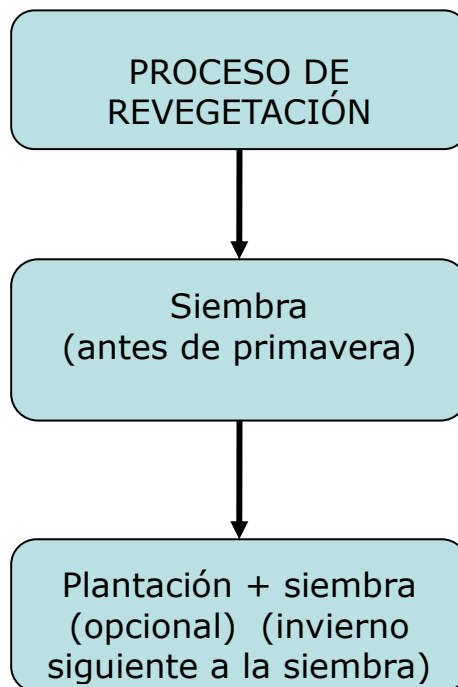 PROCESO DE
REVEGETACIÓN
Siembra
(antes de primavera)
Plantación + siembra
(opcional) (invierno
siguiente a la siembra)